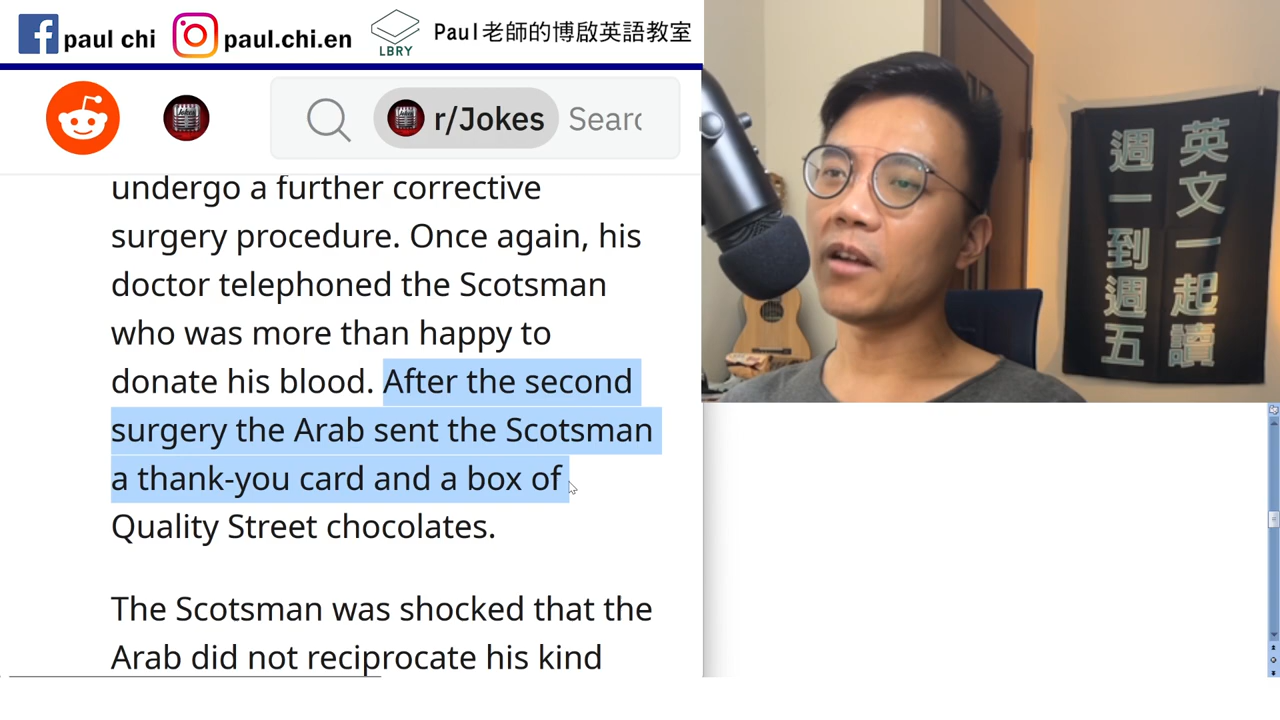 paul chi
paul.chi.en
LBRY
Paul老師的博啟英語教室
r/Jokes
Searc
undergo a further corrective
surgery procedure. Once again, his
doctor telephoned the Scotsman
who was more than happy to
donate his blood. After the second
surgery the Arab sent the Scotsman
a thank-you card and a box of
Quality Street chocolates.
The Scotsman was shocked that the
Arab did not reciprocate his kind
英文一起讀
週一到週五